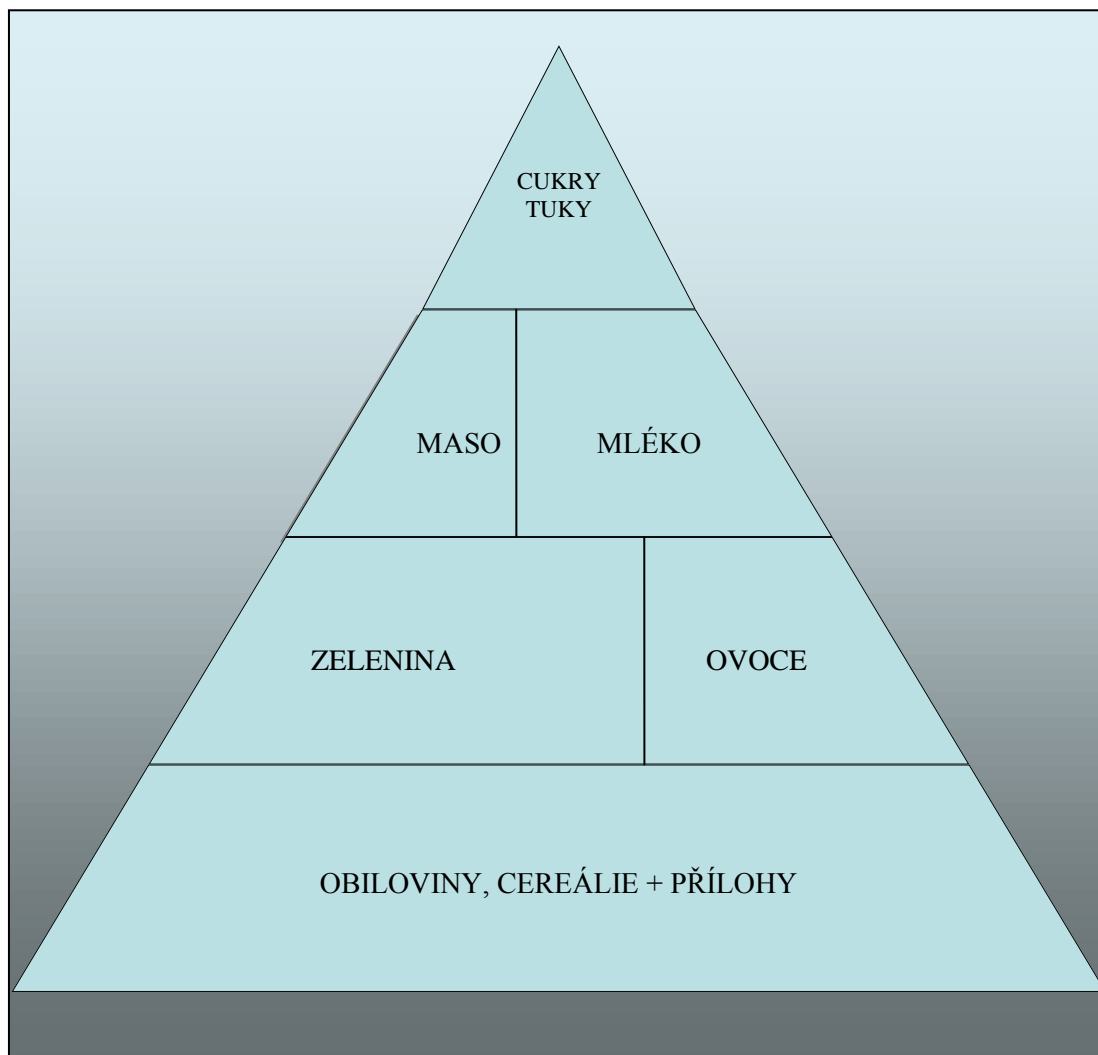 CUKRY
TUKY
MASO
MLÉKO
ZELENINA
OVOCE
OBILOVINY, CEREÁLIE + PŘÍLOHY